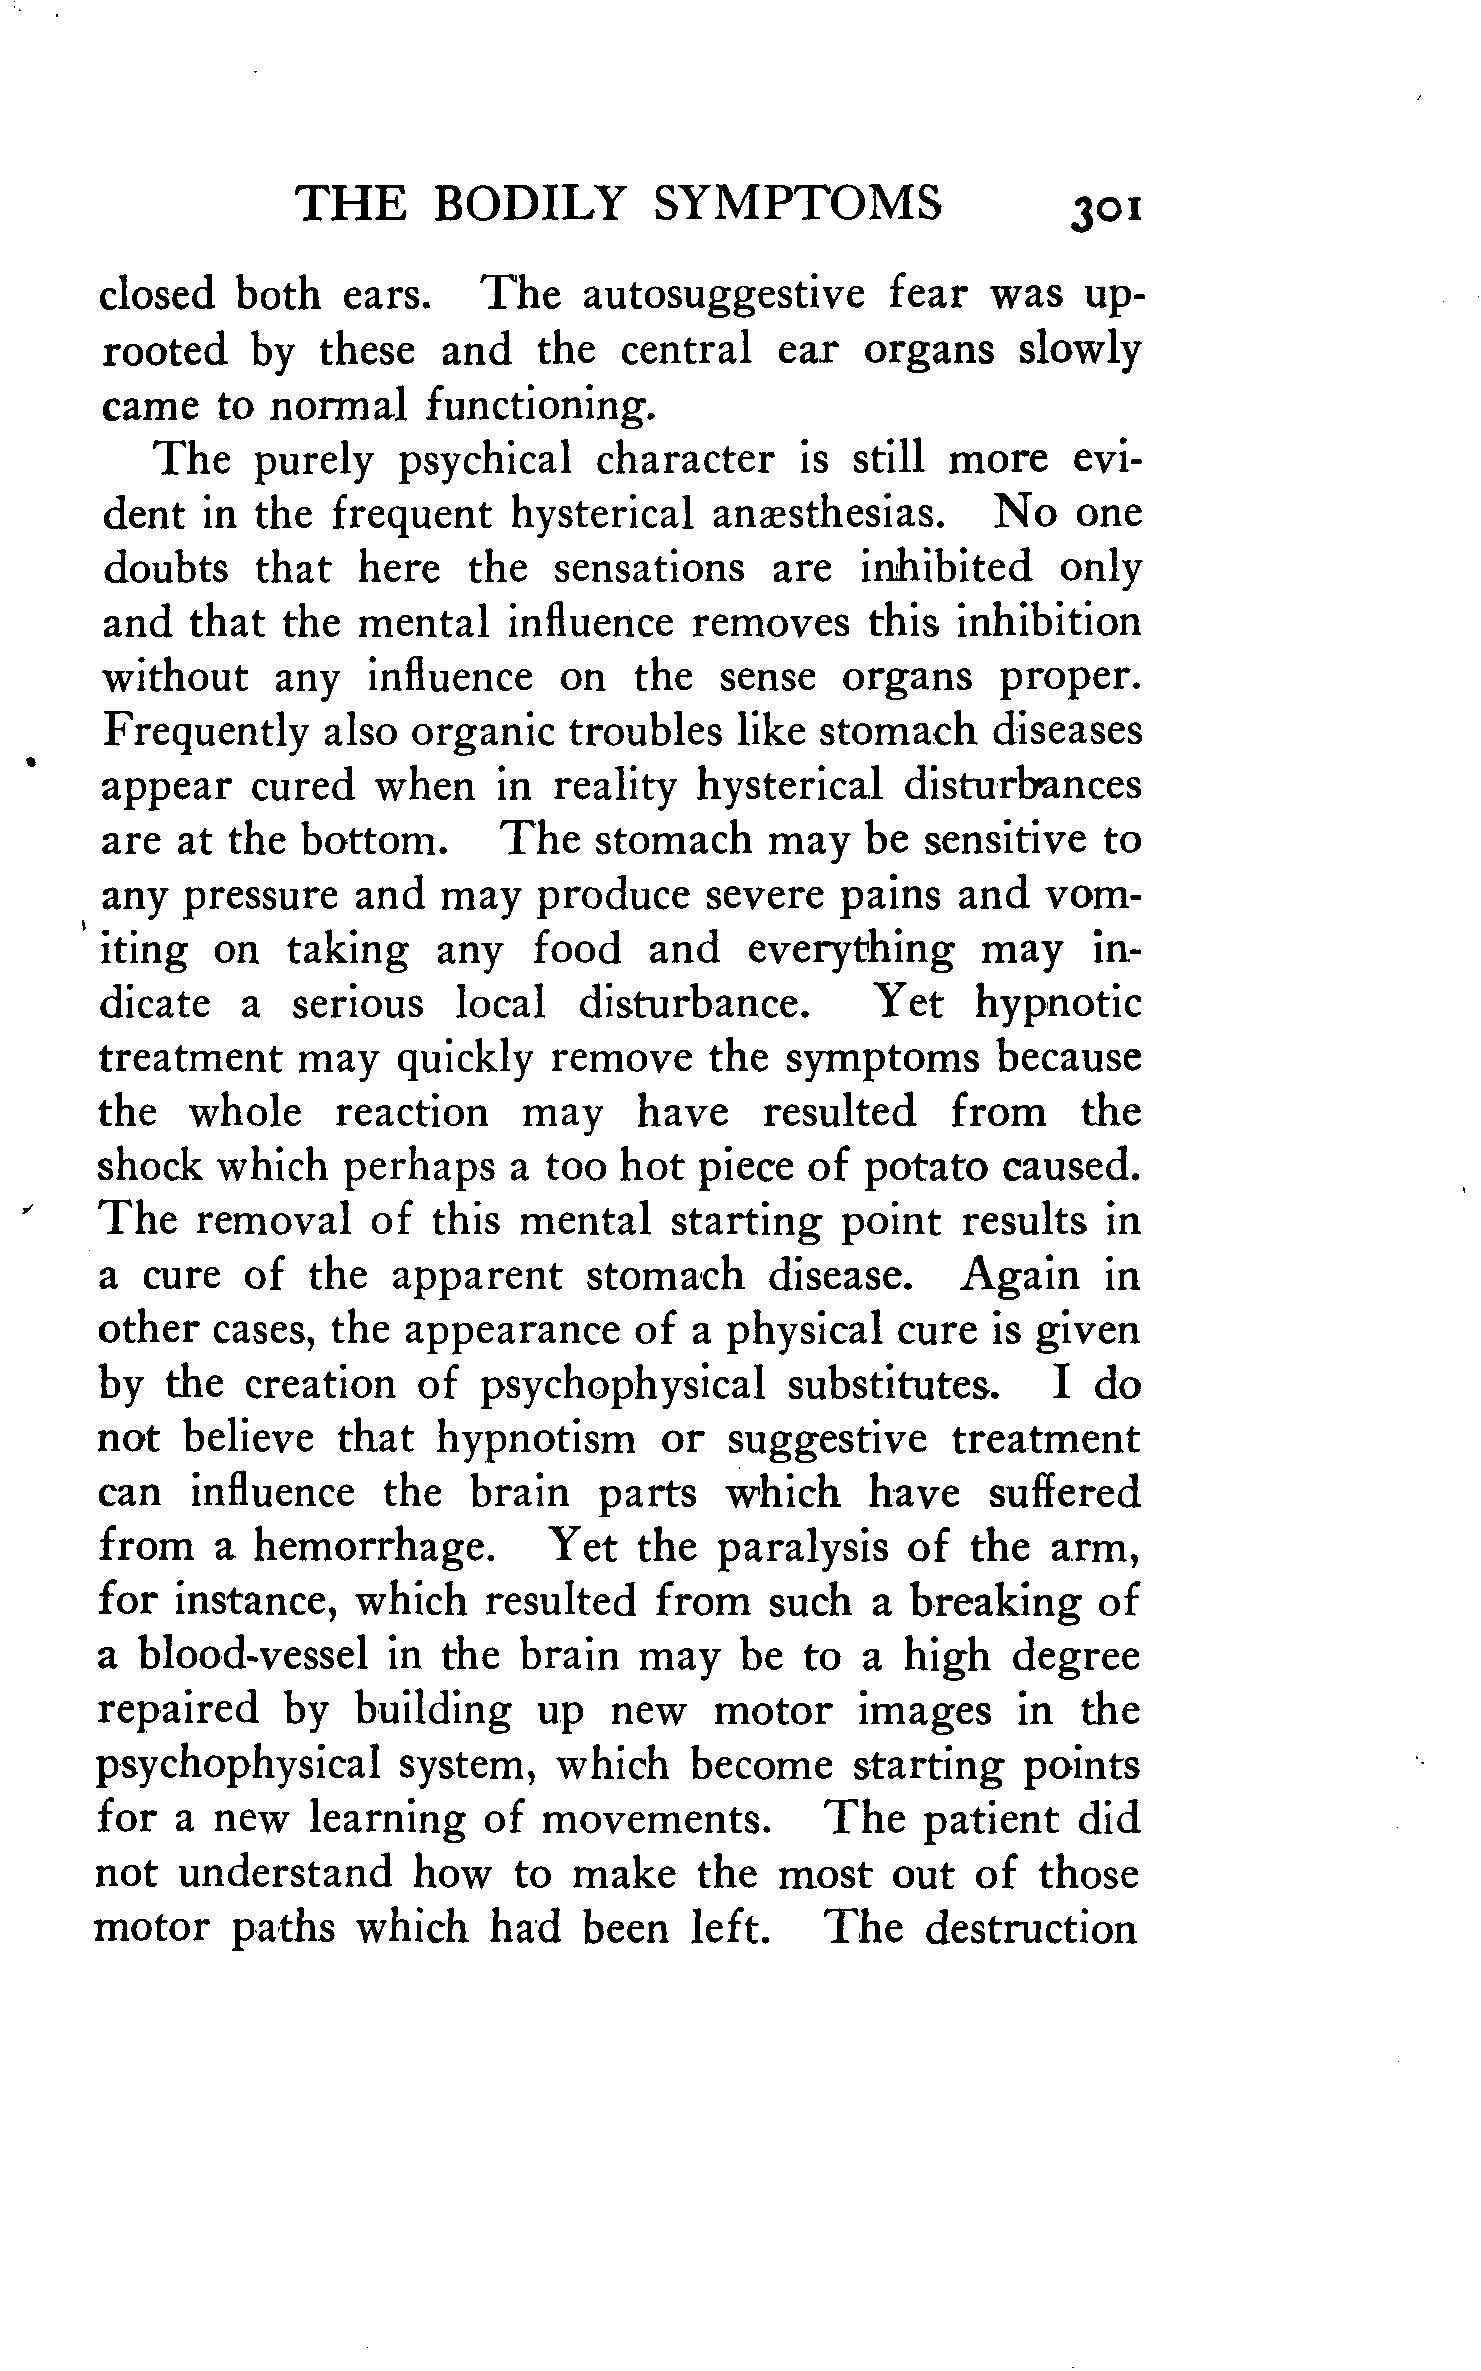 THE BODILY SYMPTOMS 301
closed both ears. The autosuggestive fear was up-
rooted by these and the central ear organs slowly
came to normal functioning.
The purely psychical character is still more evi-
dent in the frequent hysterical anæsthesias. No one
doubts that here the sensations are inhibited only
and that the mental influence removes this inhibition
without any influence on the sense organs proper.
Frequently also organic troubles like stomach diseases
appear cured when in reality hysterical disturbances
are at the bottom. The stomach may be sensitive to
any pressure and may produce severe pains and vom-
iting on taking any food and everything may in-
dicate a serious local disturbance. Yet hypnotic
treatment may quickly remove the symptoms because
the whole reaction may have resulted from the
shock which perhaps a too hot piece of potato caused.
The removal of this mental starting point results in
a cure of the apparent stomach disease. Again in
other cases, the appearance of a physical cure is given
by the creation of psychophysical substitutes. I do
not believe that hypnotism or suggestive treatment
can influence the brain parts which have suffered
from a hemorrhage. Yet the paralysis of the arm,
for instance, which resulted from such a breaking of
a blood-vessel in the brain may be to a high degree
repaired by building up new motor images in the
psychophysical system, which become starting points
for a new learning of movements. The patient did
not understand how to make the most out of those
motor paths which had been left. The destruction